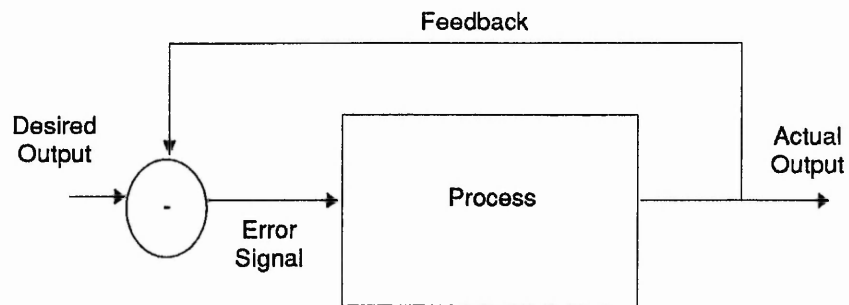 Feedback
Desired
Output
Actual
Output
-
Process
Error
Signal